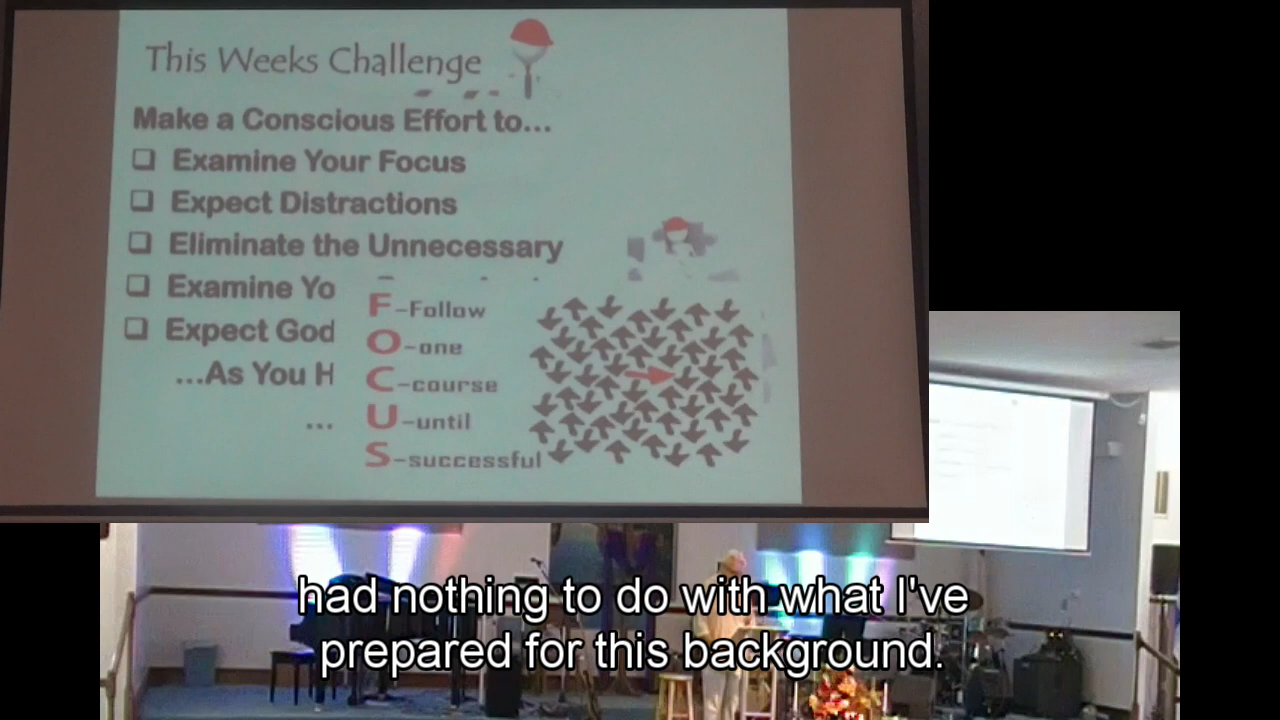 This Weeks Challenge
Make a Conscious Effort to...
❑ Examine Your Focus
❑ Expect Distractions
❑ Eliminate the Unnecessary
❑ Examine Yo
❑ Expect God
...As You H
...
F-Follow
O-one
C-course
U-until
S-successful
had nothing to do with what I've
prepared for this background.